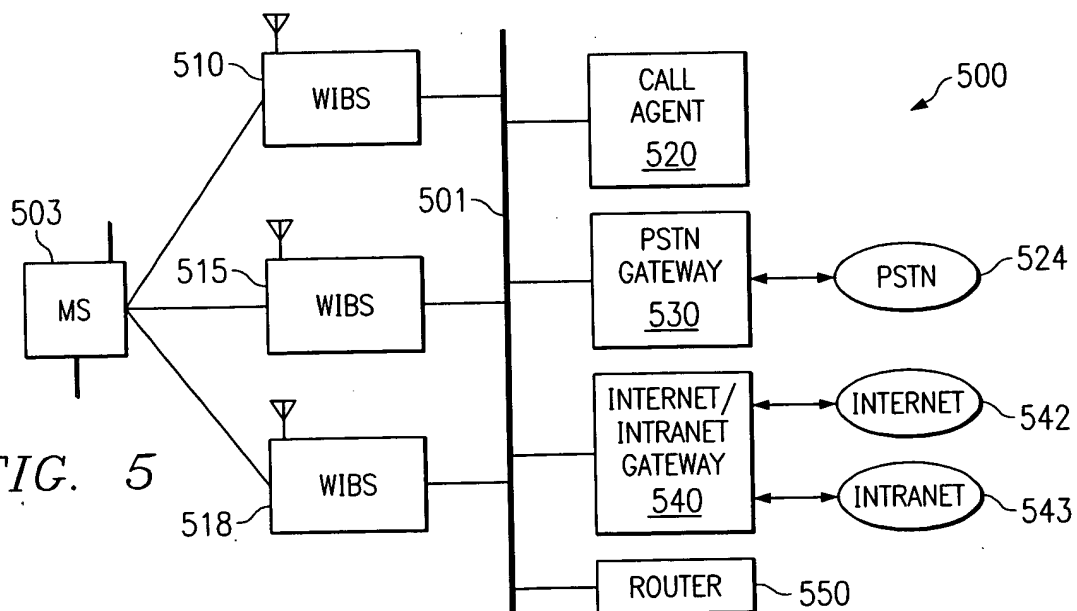 510
WIBS
CALL
AGENT
520
500
503
MS
501
515
WIBS
PSTN
GATEWAY
530
PSTN
524
FIG. 5
518
WIBS
INTERNET/
INTRANET
GATEWAY
540
INTERNET
542
INTRANET
543
ROUTER
550